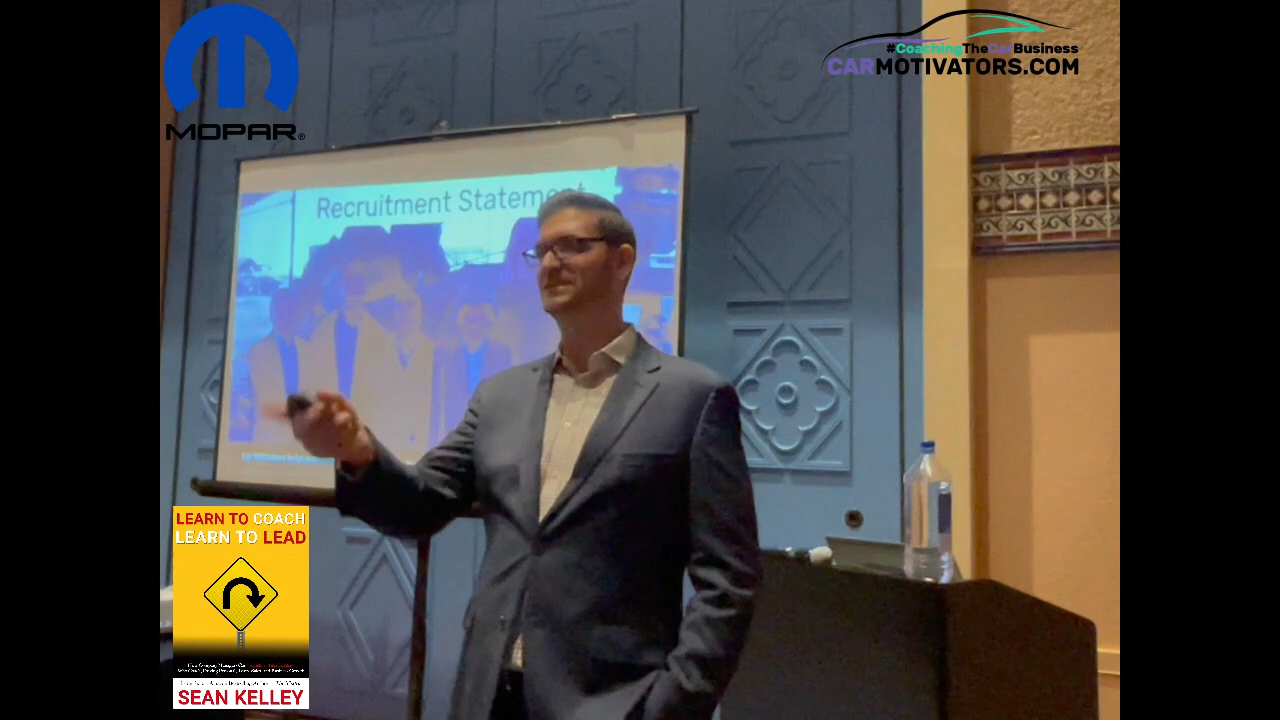 MOPAR®
#CoachingTheCarBusiness
CARMOTIVATORS.COM
Recruitment Statement
LEARN TO COACH
LEARN TO LEAD
SEAN KELLEY